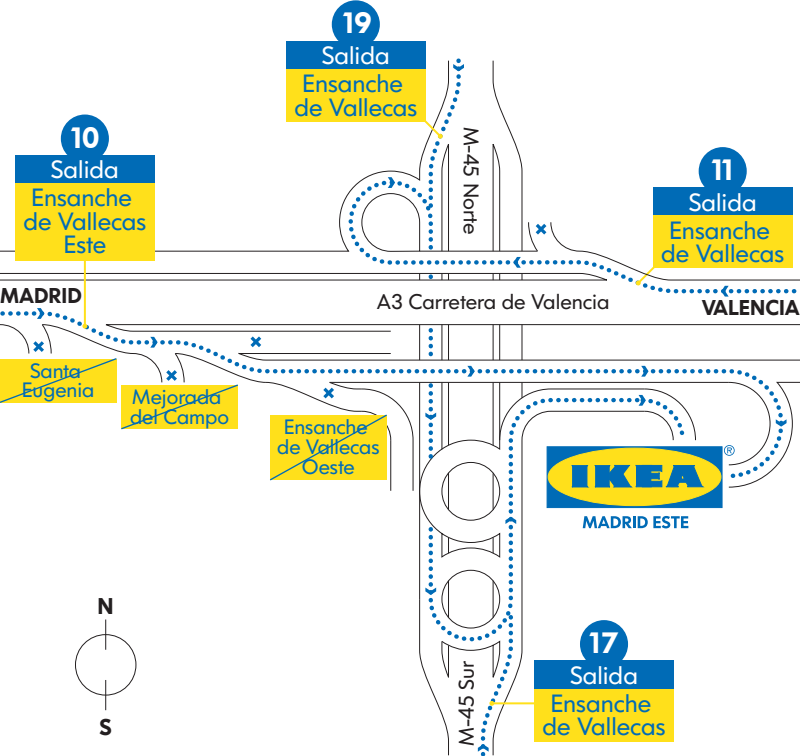 19
Salida
Ensanche
de Vallecas
10
Salida
Ensanche
de Vallecas
Este
M-45 Norte
11
Salida
Ensanche
de Vallecas
MADRID
A3 Carretera de Valencia
VALENCIA
Santa
Eugenia
Mejorada
del Campo
Ensanche
de Vallecas
Oeste
IKEA®
MADRID ESTE
N
S
M-45 Sur
17
Salida
Ensanche
de Vallecas